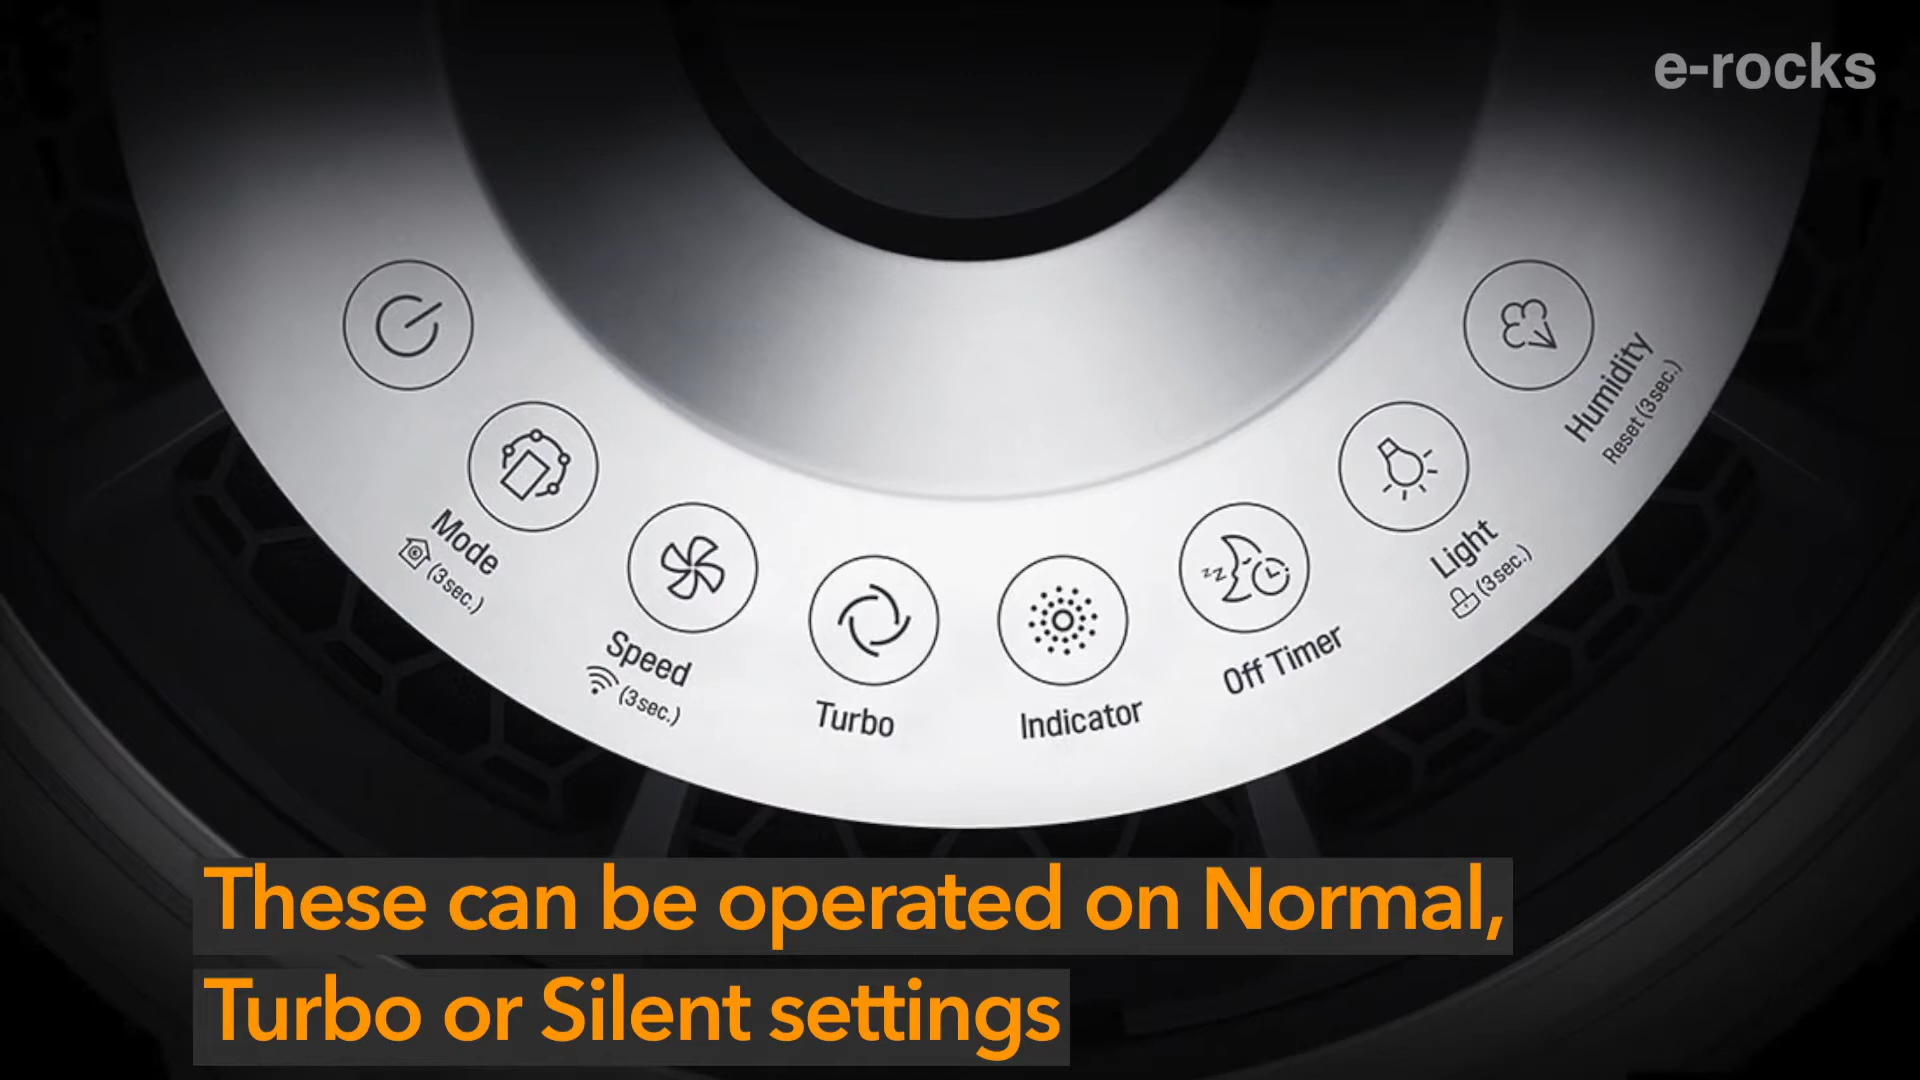 e-rocks
Mode
(3sec.)
Speed
(3sec.)
Turbo
Indicator
zz
Off Timer
Light
(3sec.)
Humidity
Reset (3sec.)
These can be operated on Normal,
Turbo or Silent settings